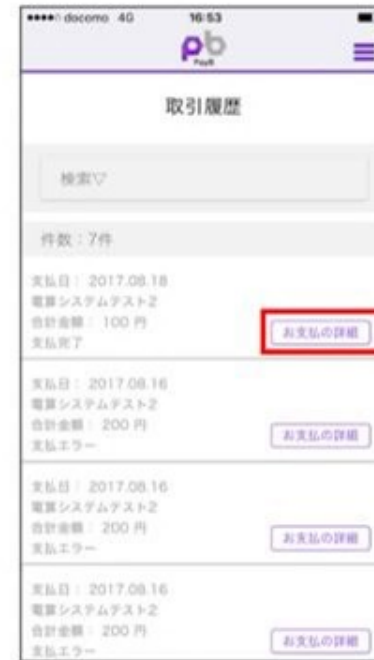 docomo 4G 16:53
pb
PayB
取引履歴
検索▽
件数：7件
支払日： 2017.08.18
電算システムテスト2
合計金額： 100 円
支払完了
お支払の詳細
支払日： 2017.08.16
電算システムテスト2
合計金額： 200 円
支払エラー
お支払の詳細
支払日： 2017.08.16
電算システムテスト2
合計金額： 200 円
支払エラー
お支払の詳細
支払日： 2017.08.16
電算システムテスト2
合計金額： 200 円
支払エラー
お支払の詳細